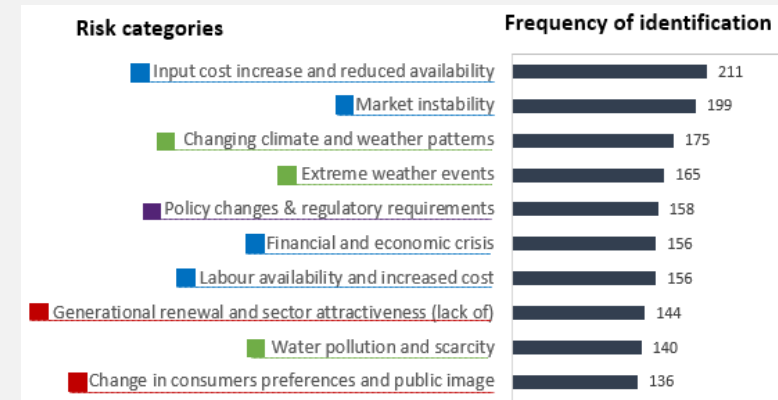 Risk categories Frequency of identification
Input cost increase and reduced availability 211
Market instability 199
Changing climate and weather patterns 175
Extreme weather events 165
Policy changes & regulatory requirements 158
Financial and economic crisis 156
Labour availability and increased cost 156
Generational renewal and sector attractiveness (lack of) 144
Water pollution and scarcity 140
Change in consumers preferences and public image 136